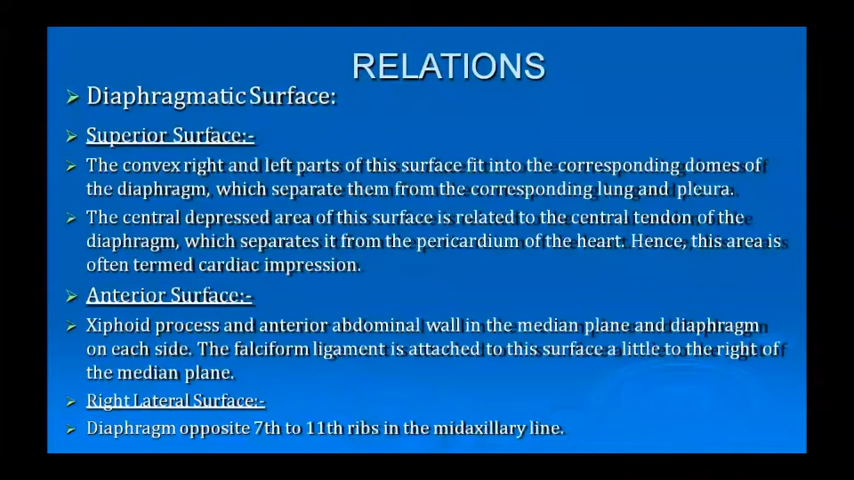 RELATIONS
Diaphragmatic Surface:
Superior Surface:-
The convex right and left parts of this surface fit into the corresponding domes of
the diaphragm, which separate them from the corresponding lung and pleura.
The central depressed area of this surface is related to the central tendon of the
diaphragm, which separates it from the pericardium of the heart. Hence, this area is
often termed cardiac impression.
Anterior Surface:-
Xiphoid process and anterior abdominal wall in the median plane and diaphragm
on each side. The falciform ligament is attached to this surface a little to the right of
the median plane.
Right Lateral Surface:-
Diaphragm opposite 7th to 11th ribs in the midaxillary line.